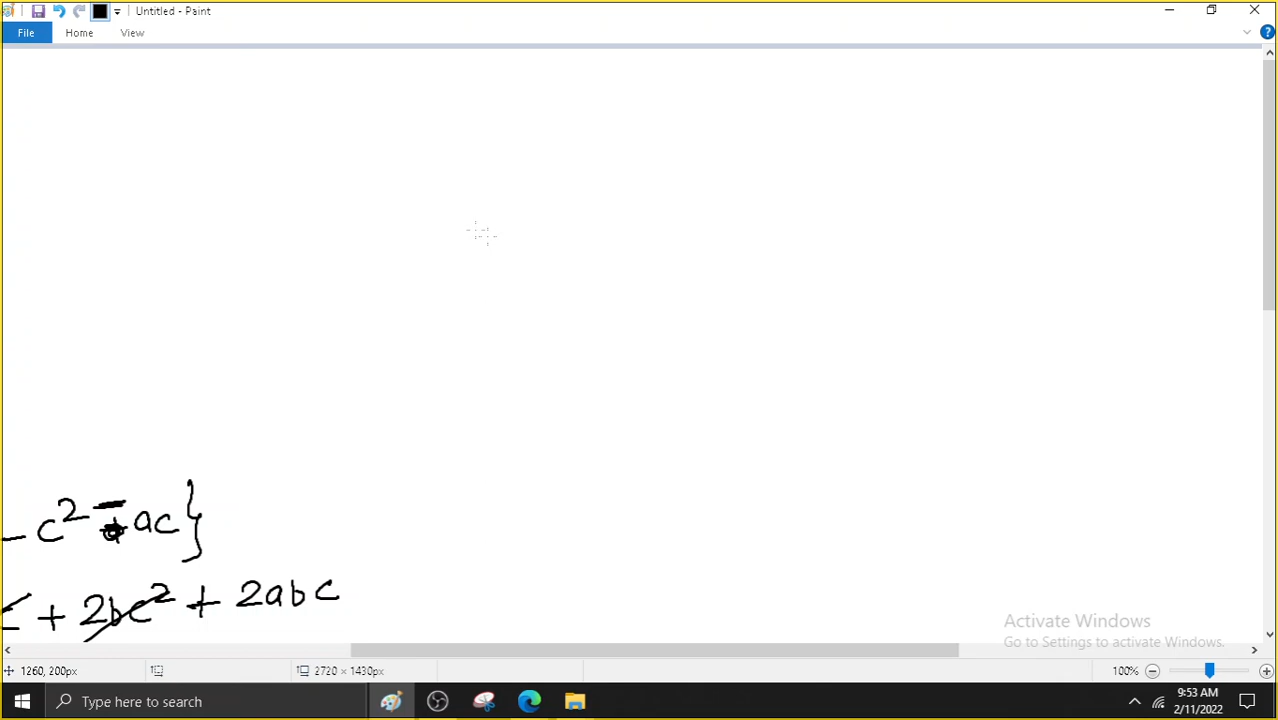 Untitled - Paint
File Home View
- c² - ac}
+ 2bc² + 2abc
Activate Windows
Go to Settings to activate Windows.
1260, 200px 2720 × 1430px 100%
Type here to search
9:53 AM
2/11/2022